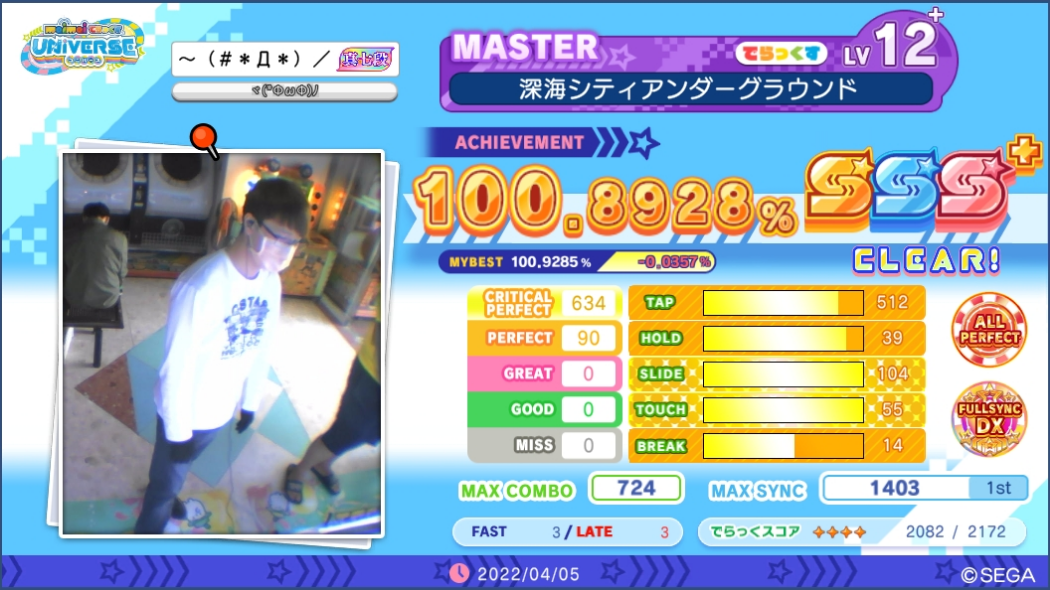 maimai でらっくす
UNiVERSE
~ (#*Д*) /
MASTER
でらっくす
LV 12+
深海シティアンダーグラウンド
ACHIEVEMENT
100.8928%
SSS+
MYBEST 100.9285% -0.0357%
CLEAR!
CRITICAL PERFECT 634
PERFECT 90
GREAT 0
GOOD 0
MISS 0
TAP 512
HOLD 39
SLIDE 104
TOUCH 55
BREAK 14
ALL PERFECT
FULLSYNC DX
MAX COMBO 724
MAX SYNC 1403 1st
FAST 3/LATE 3
でらっくスコア ✦✦✦✦ 2082 / 2172
2022/04/05
©SEGA